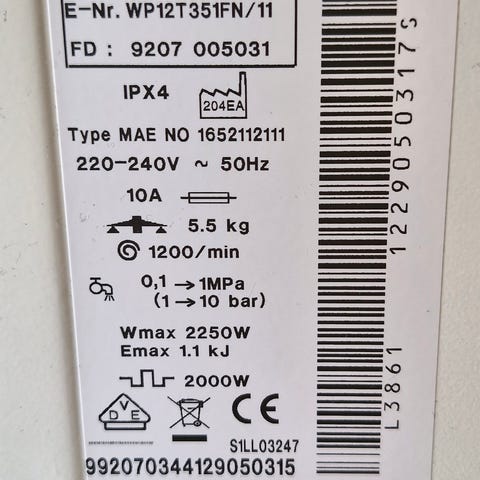 E-Nr. WP12T351FN/11
FD : 9207 005031
IPX4
204EA
Type MAE NO 1652112111
220-240V ~ 50Hz
10A
5.5 kg
1200/min
0,1→1MPa
(1→10 bar)
Wmax 2250W
Emax 1.1 kJ
2000W
VDE
CE
S1LL03247
992070344129050315
1229050317S
L3861